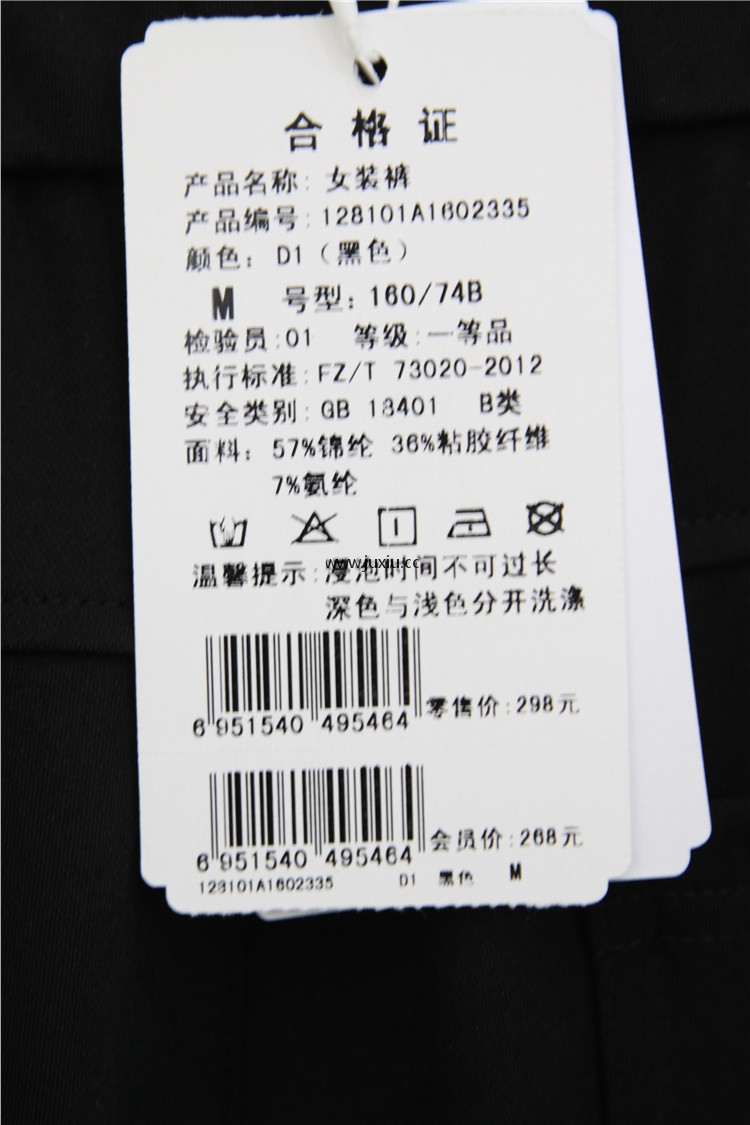 合格证
产品名称: 女装裤
产品编号: 128101A1602335
颜色: D1（黑色）
M 号型: 160/74B
检验员:01 等级:一等品
执行标准:FZ/T 73020-2012
安全类别: GB 18401 B类
面料: 57%锦纶 36%粘胶纤维
7%氨纶
www.juxiu.cc
温馨提示:浸泡时间不可过长
深色与浅色分开洗涤
6 951540 495464 零售价:298元
6 951540 495464 会员价:268元
128101A1602335 D1 黑色 M